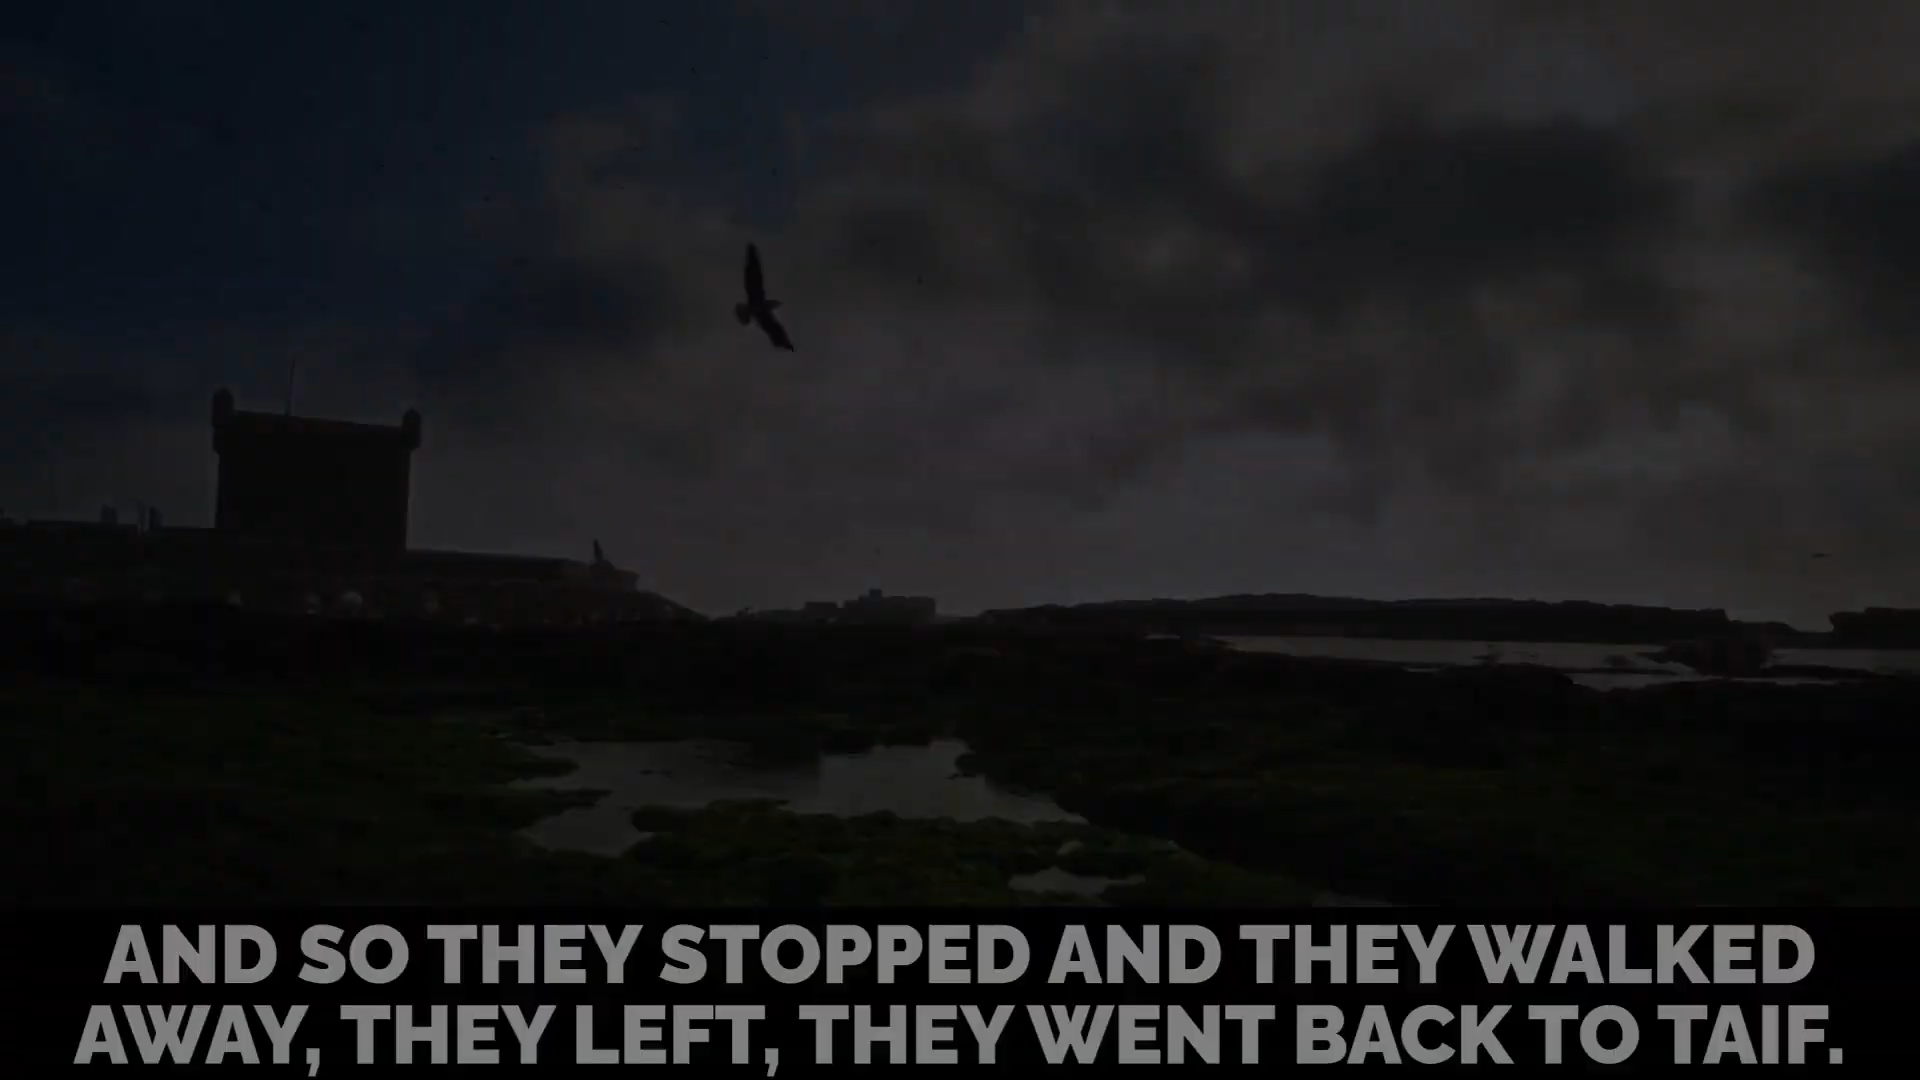 AND SO THEY STOPPED AND THEY WALKED
AWAY, THEY LEFT, THEY WENT BACK TO TAIF.